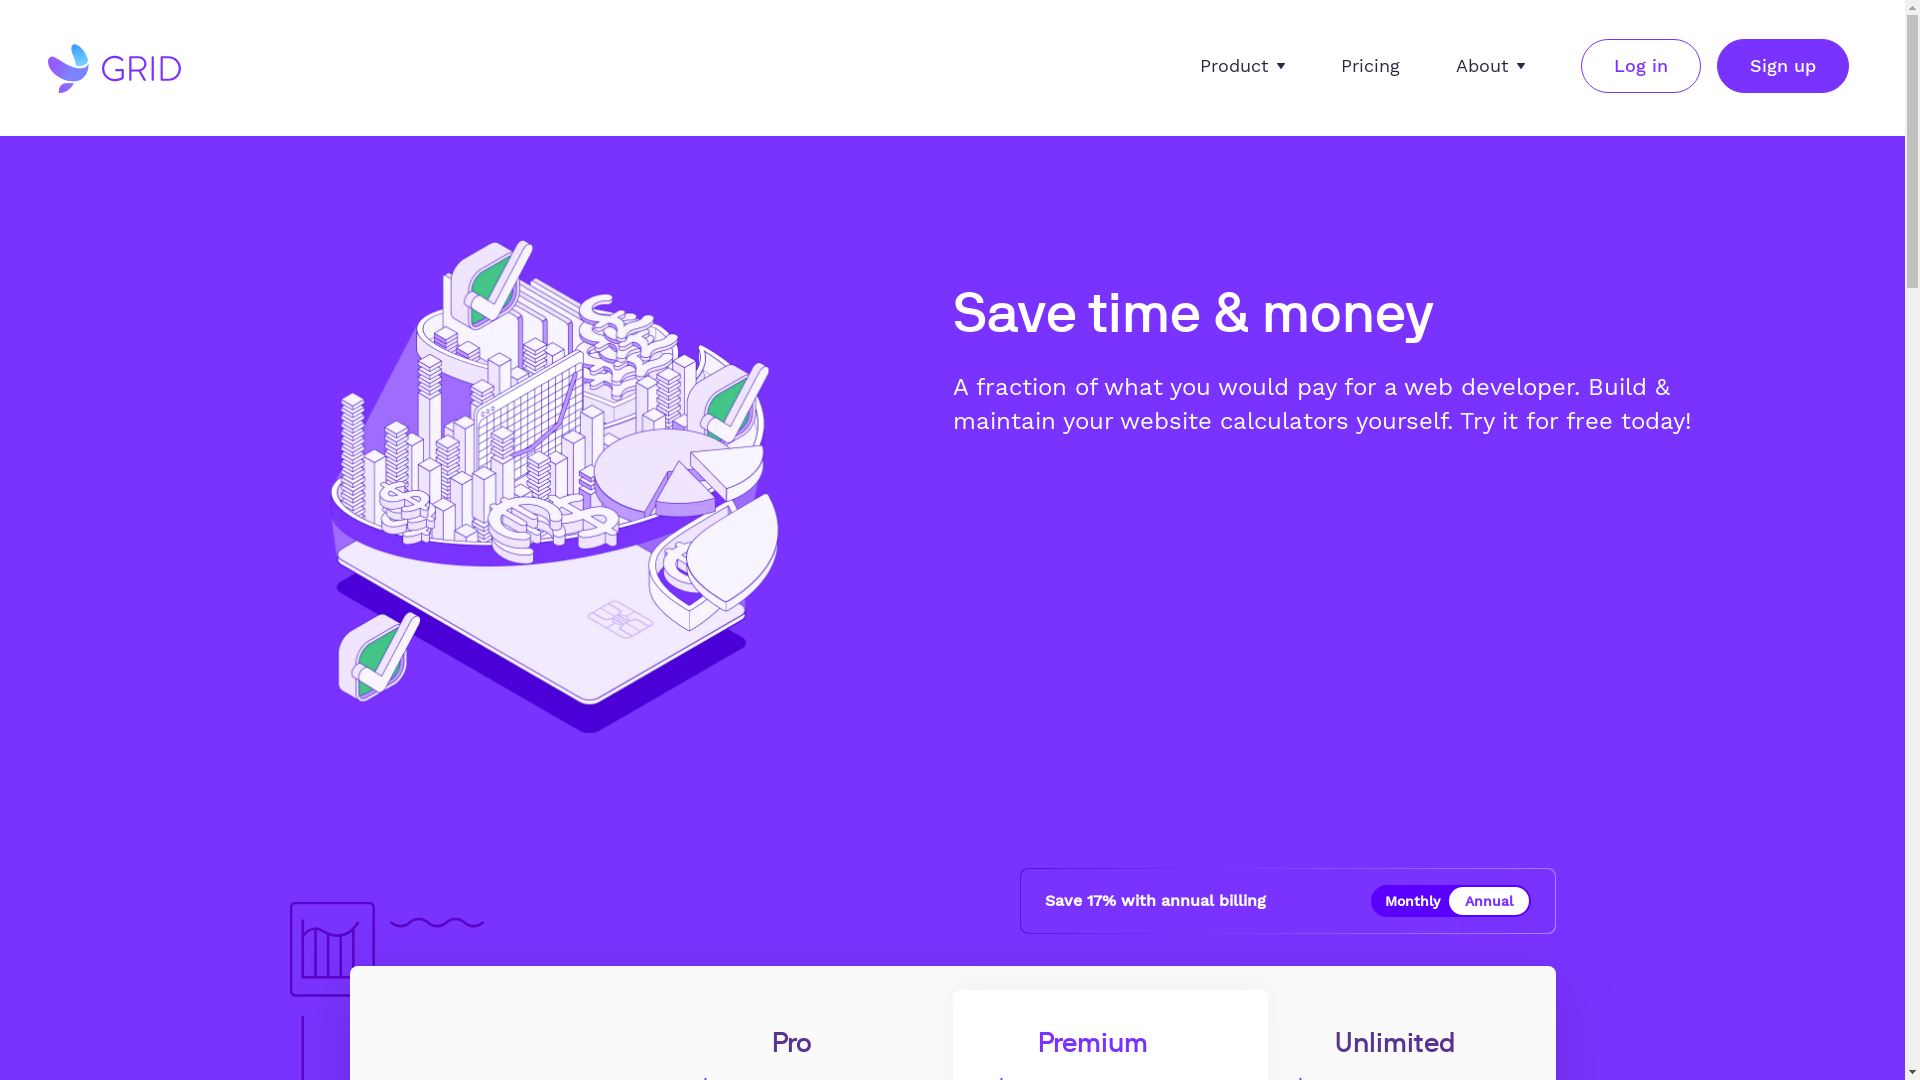 GRID
Product
Pricing
About
Log in
Sign up
Save time & money
A fraction of what you would pay for a web developer. Build &
maintain your website calculators yourself. Try it for free today!
Save 17% with annual billing
Monthly
Annual
Pro
Premium
Unlimited